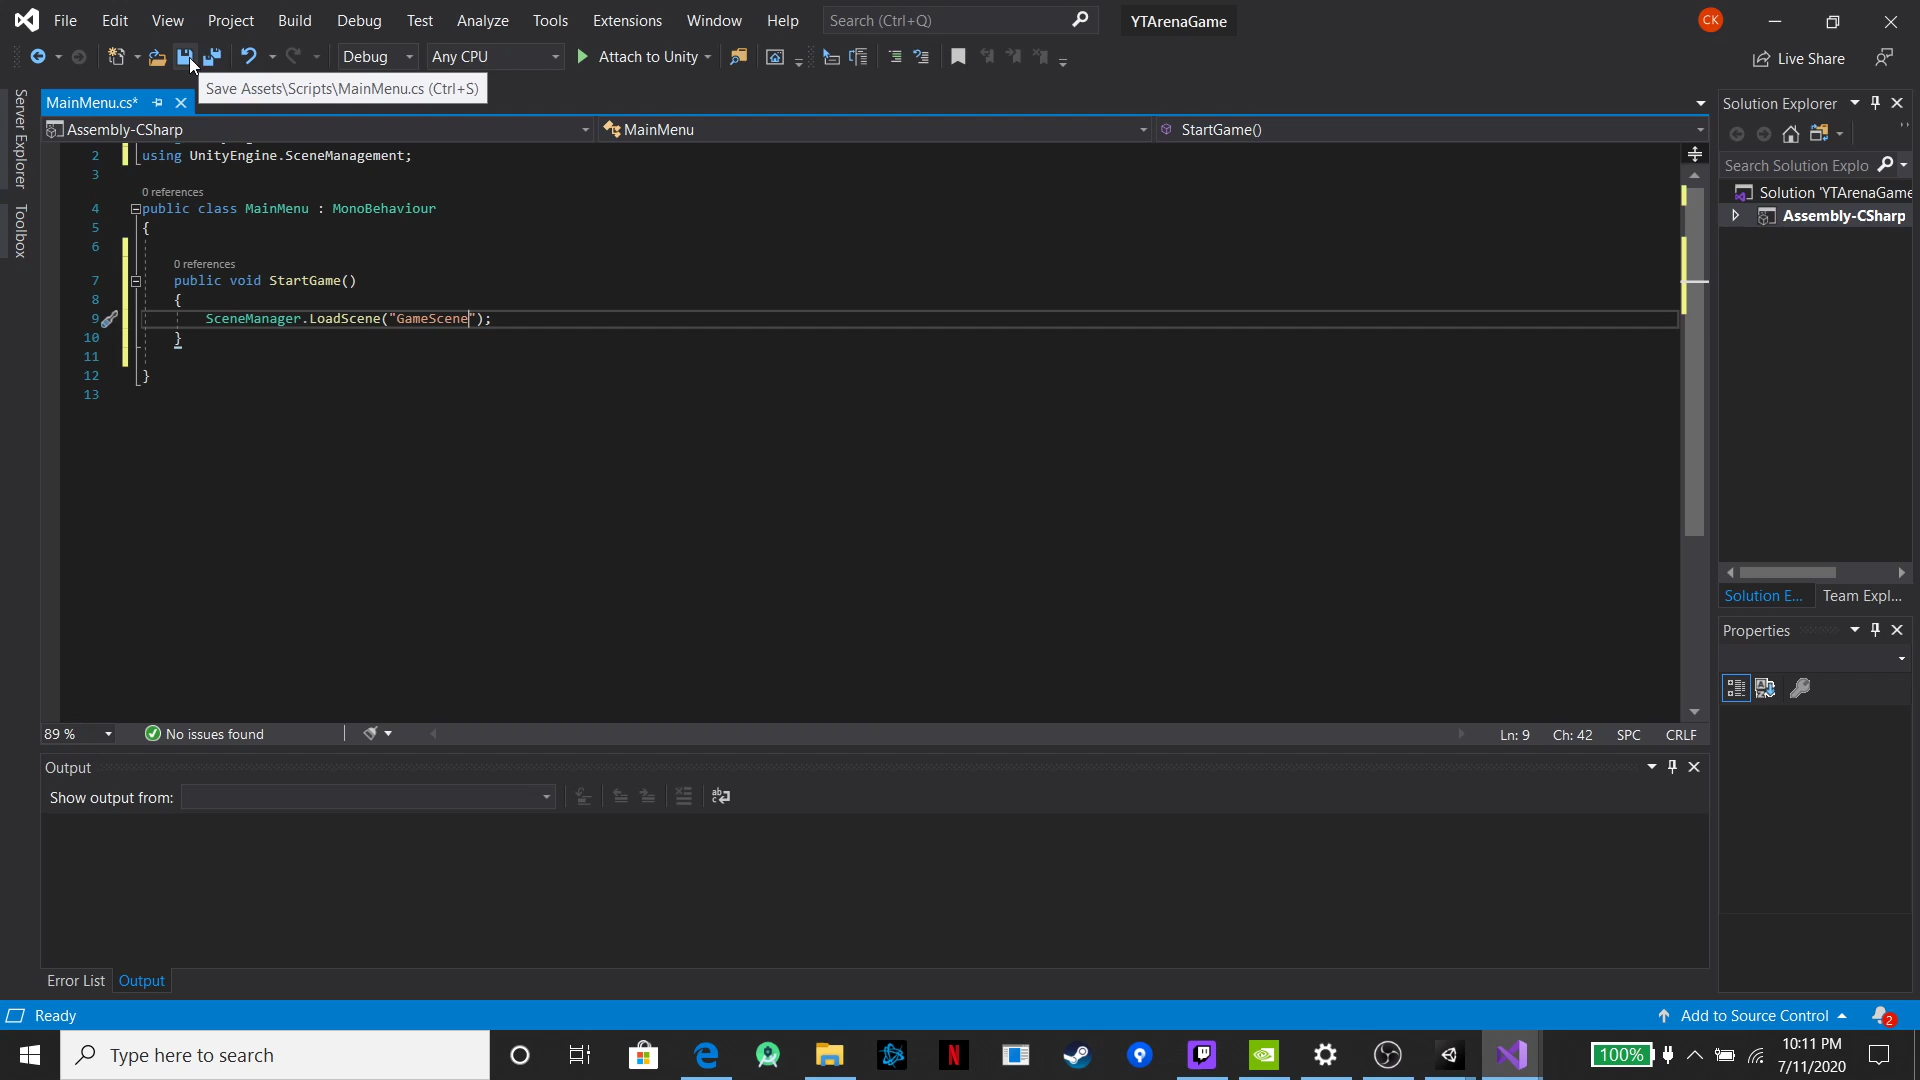 File Edit View Project Build Debug Test Analyze Tools Extensions Window Help Search (Ctrl+Q) YTArenaGame CK
Debug Any CPU Attach to Unity Live Share
Save Assets\Scripts\MainMenu.cs (Ctrl+S)
MainMenu.cs*
Assembly-CSharp MainMenu StartGame()
2 using UnityEngine.SceneManagement;
3
0 references
4 public class MainMenu : MonoBehaviour
5 {
6
0 references
7 public void StartGame()
8 {
9 SceneManager.LoadScene("GameScene");
10 }
11
12 }
13
89 % No issues found Ln: 9 Ch: 42 SPC CRLF
Output
Show output from:
Error List Output
Server Explorer
Toolbox
Solution Explorer
Search Solution Explo
Solution 'YTArenaGame
Assembly-CSharp
Solution E... Team Expl...
Properties
Ready Add to Source Control 2
Type here to search
100% 10:11 PM
7/11/2020